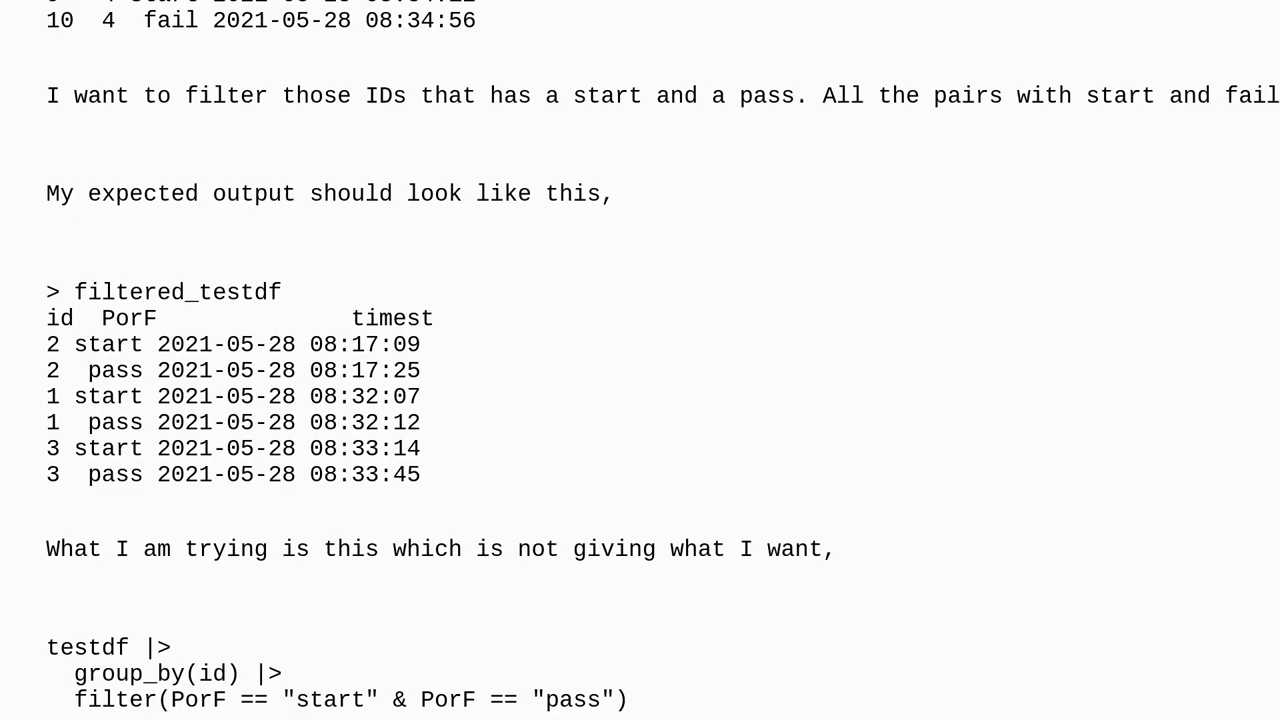 10  4  fail 2021-05-28 08:34:56
I want to filter those IDs that has a start and a pass. All the pairs with start and fail
My expected output should look like this,
> filtered_testdf
id  PorF              timest
2 start 2021-05-28 08:17:09
2  pass 2021-05-28 08:17:25
1 start 2021-05-28 08:32:07
1  pass 2021-05-28 08:32:12
3 start 2021-05-28 08:33:14
3  pass 2021-05-28 08:33:45
What I am trying is this which is not giving what I want,
testdf |>
  group_by(id) |>
  filter(PorF == "start" & PorF == "pass")